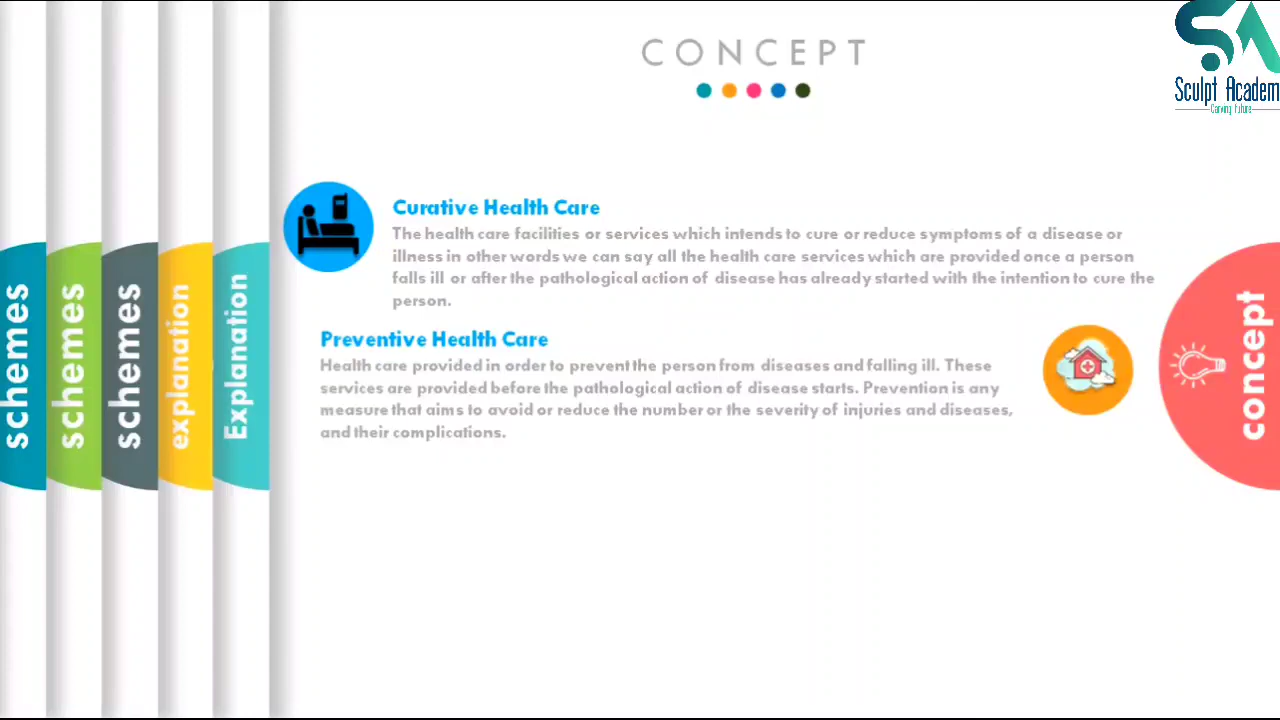 CONCEPT
Sculpt Academ
Carving Future
Curative Health Care
The health care facilities or services which intends to cure or reduce symptoms of a disease or
illness in other words we can say all the health care services which are provided once a person
falls ill or after the pathological action of disease has already started with the intention to cure the
person.
Preventive Health Care
Health care provided in order to prevent the person from diseases and falling ill. These
services are provided before the pathological action of disease starts. Prevention is any
measure that aims to avoid or reduce the number or the severity of injuries and diseases,
and their complications.
schemes
schemes
schemes
explanation
Explanation
concept